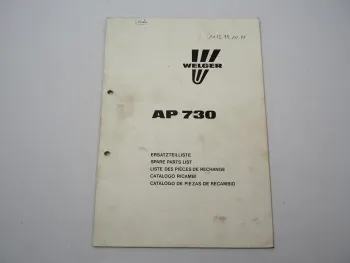 WELGER
AP 730
ERSATZTEILLISTE
SPARE PARTS LIST
LISTE DES PIÈCES DE RECHANGE
CATALOGO RICAMBI
CATALOGO DE PIEZAS DE RECAMBIO